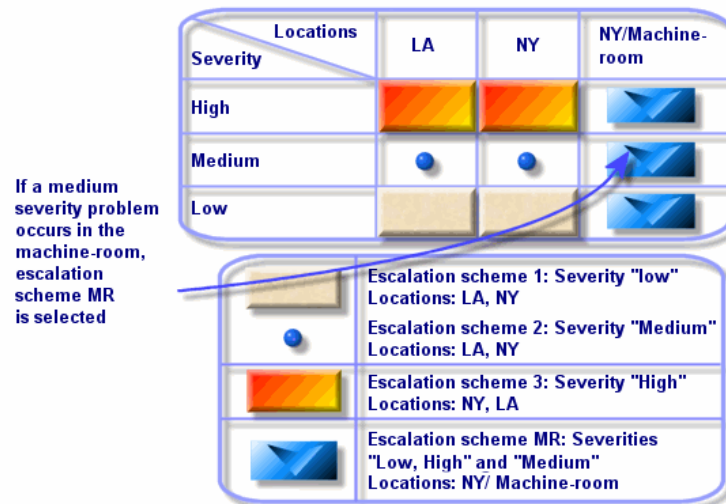 Locations
Severity
LA
NY
NY/Machine-
room
High
Medium
Low
If a medium
severity problem
occurs in the
machine-room,
escalation
scheme MR
is selected
Escalation scheme 1: Severity "low"
Locations: LA, NY
Escalation scheme 2: Severity "Medium"
Locations: LA, NY
Escalation scheme 3: Severity "High"
Locations: NY, LA
Escalation scheme MR: Severities
"Low, High" and "Medium"
Locations: NY/ Machine-room